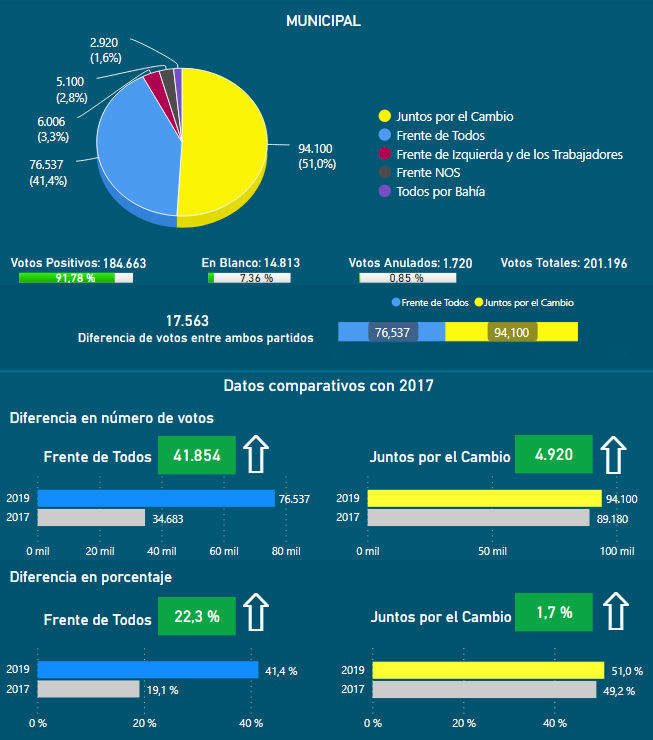 MUNICIPAL
2.920
(1,6%)
5.100
(2,8%)
6.006
(3,3%)
76.537
(41,4%)
94.100
(51,0%)
Juntos por el Cambio
Frente de Todos
Frente de Izquierda y de los Trabajadores
Frente NOS
Todos por Bahía
Votos Positivos: 184.663
91,78 %
En Blanco: 14.813
7,36 %
Votos Anulados: 1.720
0,85 %
Votos Totales: 201.196
Frente de Todos Juntos por el Cambio
17.563
Diferencia de votos entre ambos partidos
76,537 94,100
Datos comparativos con 2017
Diferencia en número de votos
Frente de Todos 41.854
2019 76.537
2017 34.683
0 mil 20 mil 40 mil 60 mil 80 mil
Juntos por el Cambio 4.920
2019 94.100
2017 89.180
0 mil 50 mil 100 mil
Diferencia en porcentaje
Frente de Todos 22,3 %
2019 41,4 %
2017 19,1 %
0 % 20 % 40 %
Juntos por el Cambio 1,7 %
2019 51,0 %
2017 49,2 %
0 % 20 % 40 %